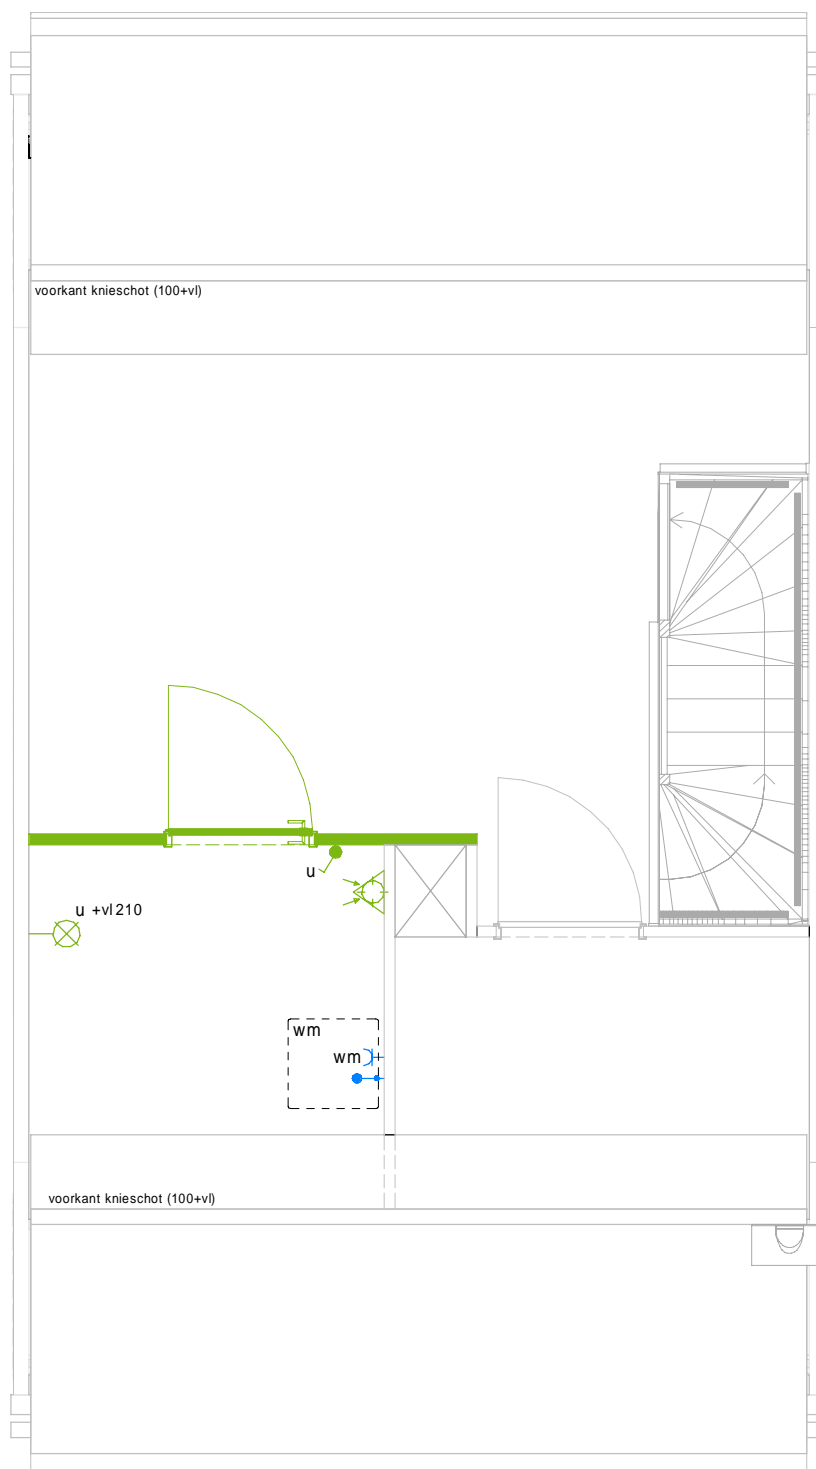 voorkant knieschot (100+vl)
u
u +vl 210
wm
wm
voorkant knieschot (100+vl)